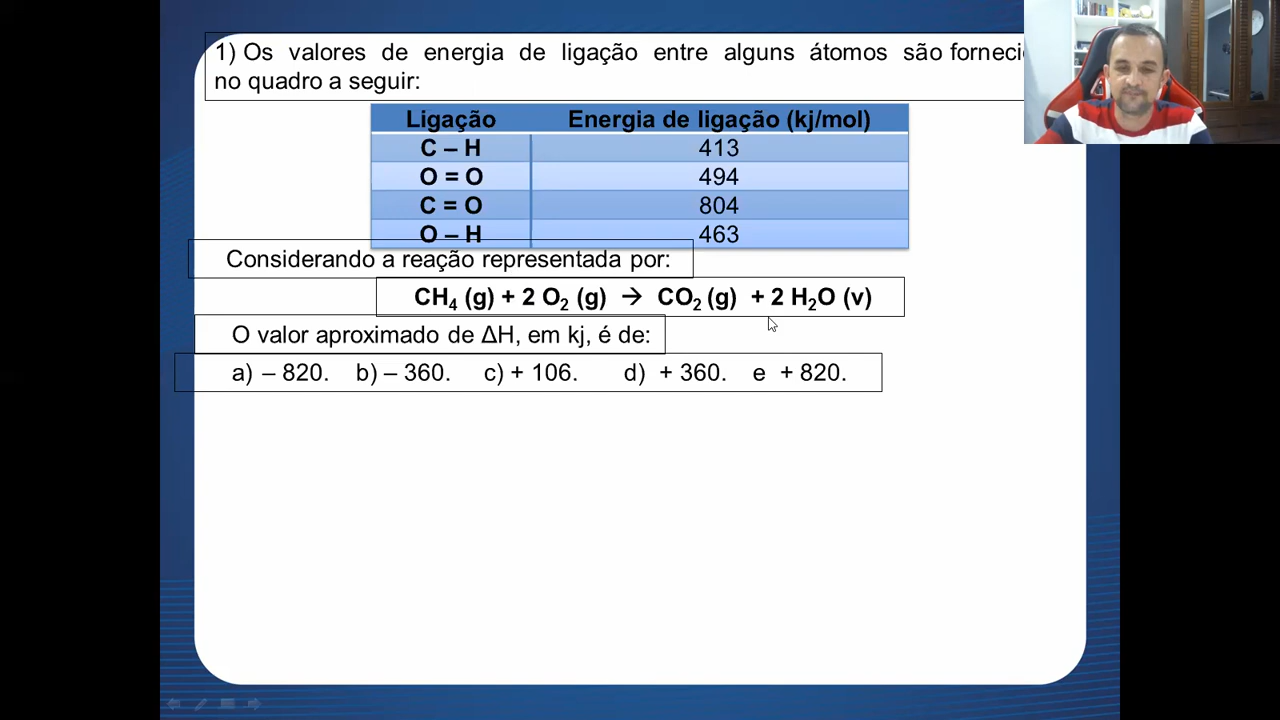 1) Os valores de energia de ligação entre alguns átomos são
no quadro a seguir:
Ligação Energia de ligação (kj/mol)
C – H 413
O = O 494
C = O 804
O – H 463
Considerando a reação representada por:
CH₄ (g) + 2 O₂ (g) → CO₂ (g) + 2 H₂O (v)
O valor aproximado de ΔH, em kj, é de:
a) – 820. b) – 360. c) + 106. d) + 360. e + 820.